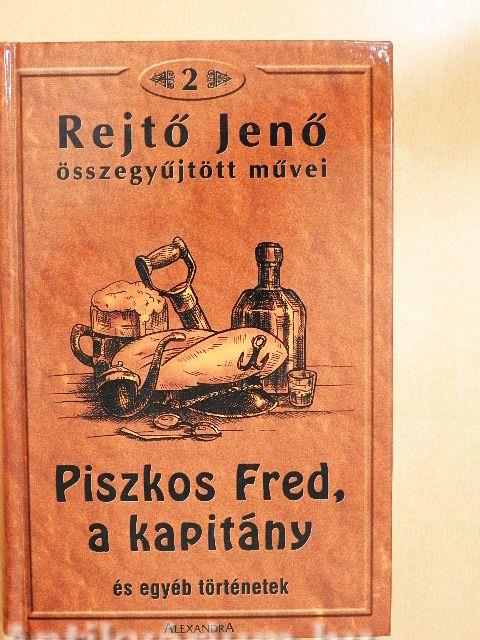 2
Rejtő Jenő
összegyűjtött művei
Piszkos Fred,
a kapitány
és egyéb történetek
ALEXANDRA